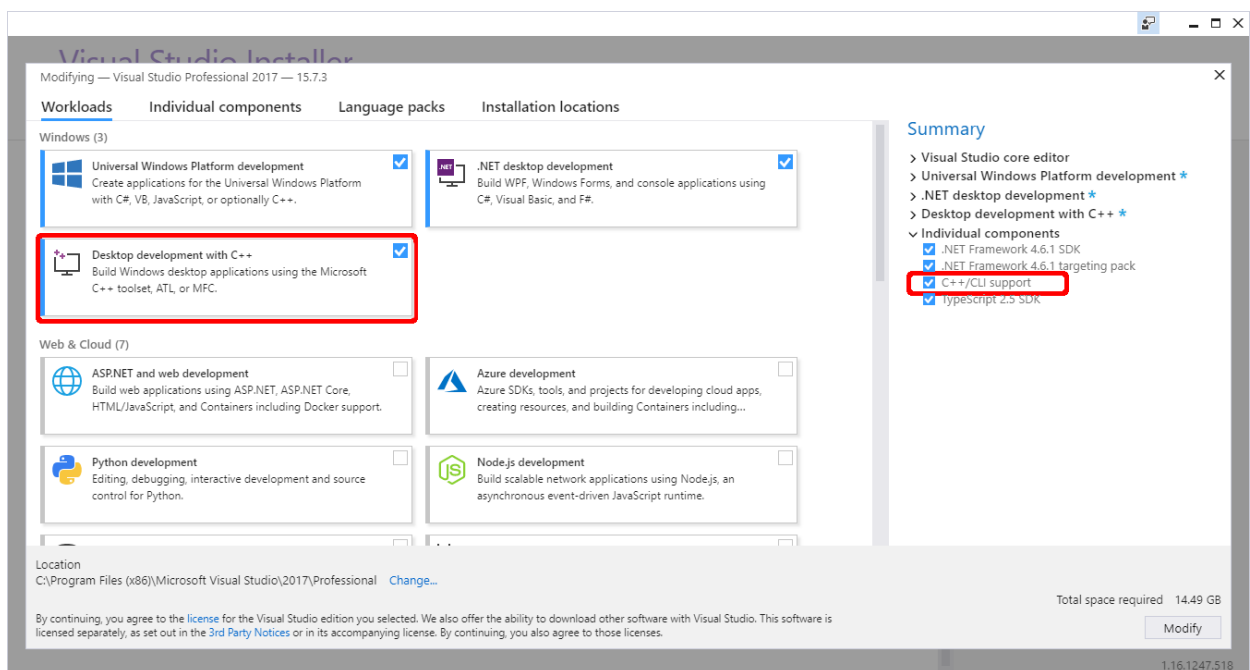 Visual Studio Installer
Modifying — Visual Studio Professional 2017 — 15.7.3
Workloads Individual components Language packs Installation locations
Windows (3)
Universal Windows Platform development
Create applications for the Universal Windows Platform
with C#, VB, JavaScript, or optionally C++.
.NET
.NET desktop development
Build WPF, Windows Forms, and console applications using
C#, Visual Basic, and F#.
Desktop development with C++
Build Windows desktop applications using the Microsoft
C++ toolset, ATL, or MFC.
Web & Cloud (7)
ASP.NET and web development
Build web applications using ASP.NET, ASP.NET Core,
HTML/JavaScript, and Containers including Docker support.
Azure development
Azure SDKs, tools, and projects for developing cloud apps,
creating resources, and building Containers including...
Python development
Editing, debugging, interactive development and source
control for Python.
JS
Node.js development
Build scalable network applications using Node.js, an
asynchronous event-driven JavaScript runtime.
Summary
Visual Studio core editor
Universal Windows Platform development *
.NET desktop development *
Desktop development with C++ *
Individual components
.NET Framework 4.6.1 SDK
.NET Framework 4.6.1 targeting pack
C++/CLI support
TypeScript 2.5 SDK
Location
C:\Program Files (x86)\Microsoft Visual Studio\2017\Professional Change...
Total space required 14.49 GB
By continuing, you agree to the license for the Visual Studio edition you selected. We also offer the ability to download other software with Visual Studio. This software is
licensed separately, as set out in the 3rd Party Notices or in its accompanying license. By continuing, you also agree to those licenses.
Modify
1.16.1247.518